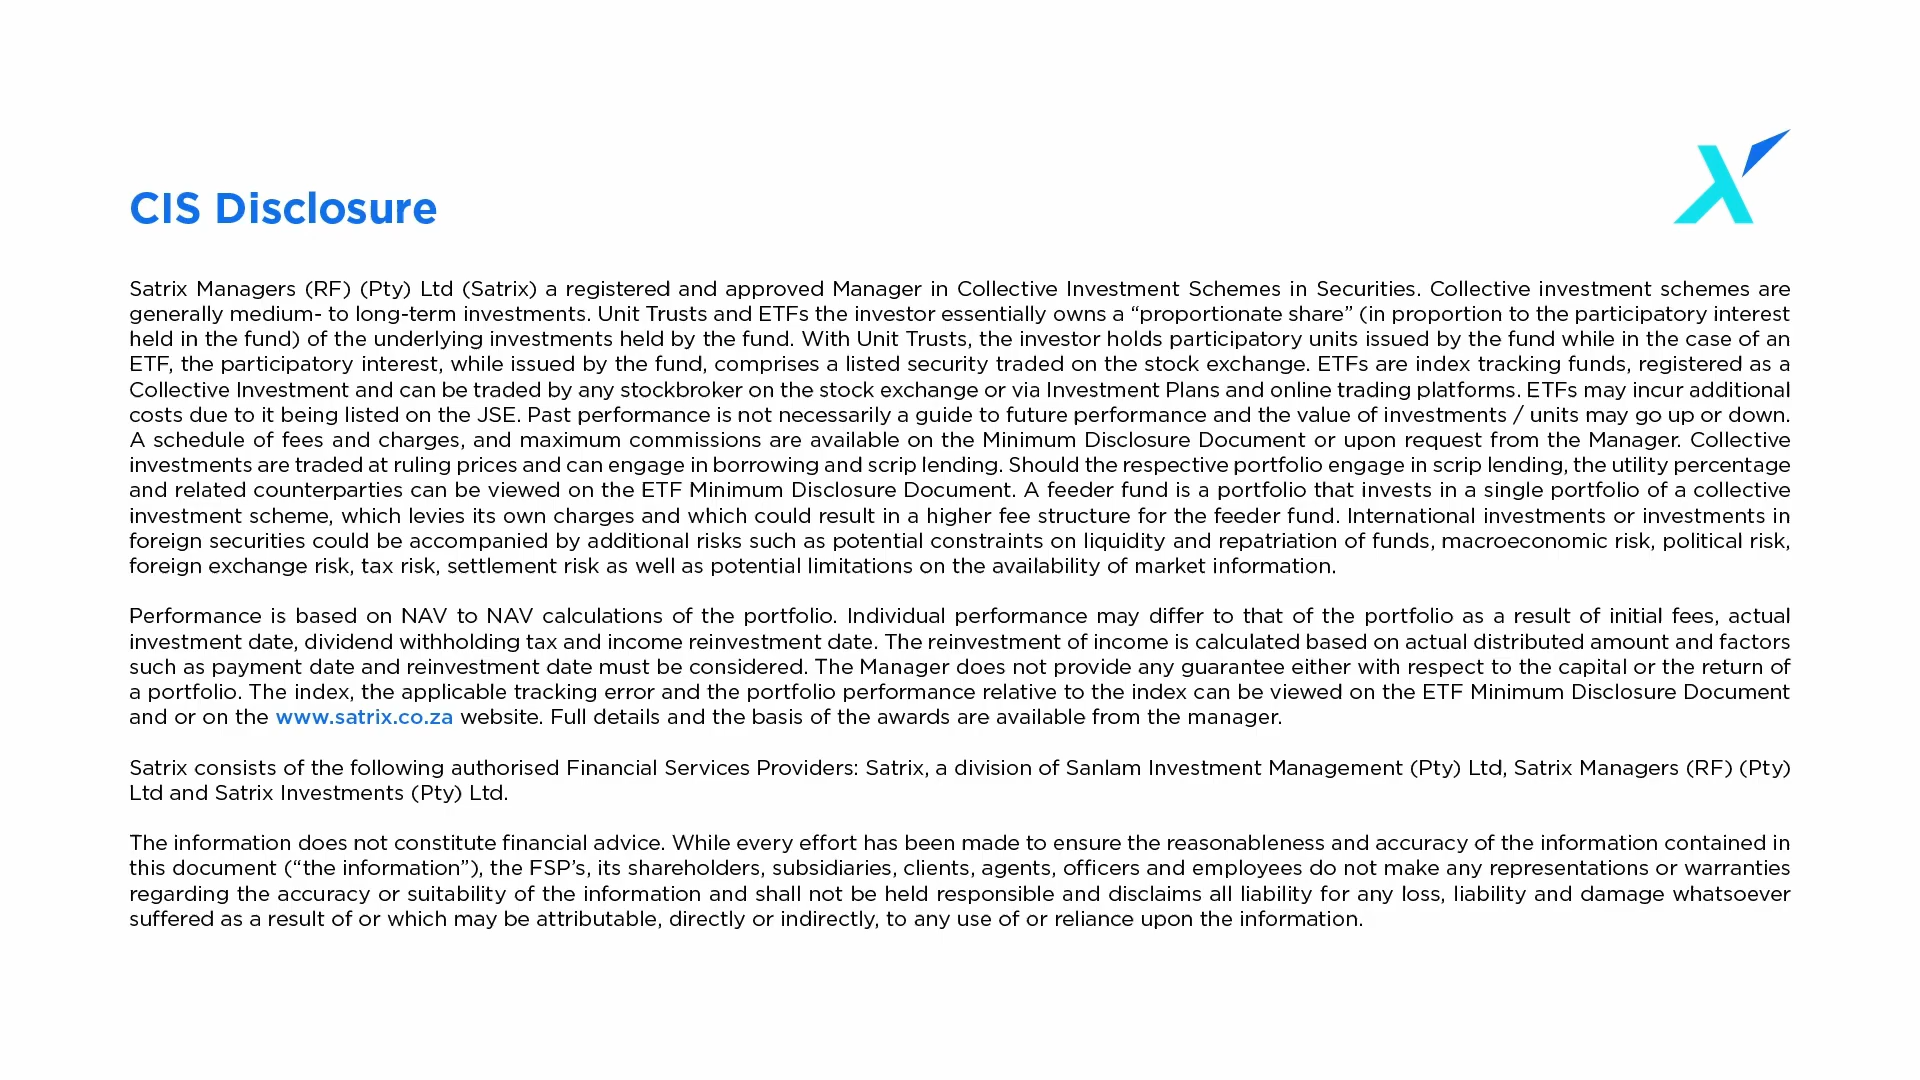 CIS Disclosure
Satrix Managers (RF) (Pty) Ltd (Satrix) a registered and approved Manager in Collective Investment Schemes in Securities. Collective investment schemes are
generally medium- to long-term investments. Unit Trusts and ETFs the investor essentially owns a “proportionate share” (in proportion to the participatory interest
held in the fund) of the underlying investments held by the fund. With Unit Trusts, the investor holds participatory units issued by the fund while in the case of an
ETF, the participatory interest, while issued by the fund, comprises a listed security traded on the stock exchange. ETFs are index tracking funds, registered as a
Collective Investment and can be traded by any stockbroker on the stock exchange or via Investment Plans and online trading platforms. ETFs may incur additional
costs due to it being listed on the JSE. Past performance is not necessarily a guide to future performance and the value of investments / units may go up or down.
A schedule of fees and charges, and maximum commissions are available on the Minimum Disclosure Document or upon request from the Manager. Collective
investments are traded at ruling prices and can engage in borrowing and scrip lending. Should the respective portfolio engage in scrip lending, the utility percentage
and related counterparties can be viewed on the ETF Minimum Disclosure Document. A feeder fund is a portfolio that invests in a single portfolio of a collective
investment scheme, which levies its own charges and which could result in a higher fee structure for the feeder fund. International investments or investments in
foreign securities could be accompanied by additional risks such as potential constraints on liquidity and repatriation of funds, macroeconomic risk, political risk,
foreign exchange risk, tax risk, settlement risk as well as potential limitations on the availability of market information.
Performance is based on NAV to NAV calculations of the portfolio. Individual performance may differ to that of the portfolio as a result of initial fees, actual
investment date, dividend withholding tax and income reinvestment date. The reinvestment of income is calculated based on actual distributed amount and factors
such as payment date and reinvestment date must be considered. The Manager does not provide any guarantee either with respect to the capital or the return of
a portfolio. The index, the applicable tracking error and the portfolio performance relative to the index can be viewed on the ETF Minimum Disclosure Document
and or on the www.satrix.co.za website. Full details and the basis of the awards are available from the manager.
Satrix consists of the following authorised Financial Services Providers: Satrix, a division of Sanlam Investment Management (Pty) Ltd, Satrix Managers (RF) (Pty)
Ltd and Satrix Investments (Pty) Ltd.
The information does not constitute financial advice. While every effort has been made to ensure the reasonableness and accuracy of the information contained in
this document (“the information”), the FSP’s, its shareholders, subsidiaries, clients, agents, officers and employees do not make any representations or warranties
regarding the accuracy or suitability of the information and shall not be held responsible and disclaims all liability for any loss, liability and damage whatsoever
suffered as a result of or which may be attributable, directly or indirectly, to any use of or reliance upon the information.